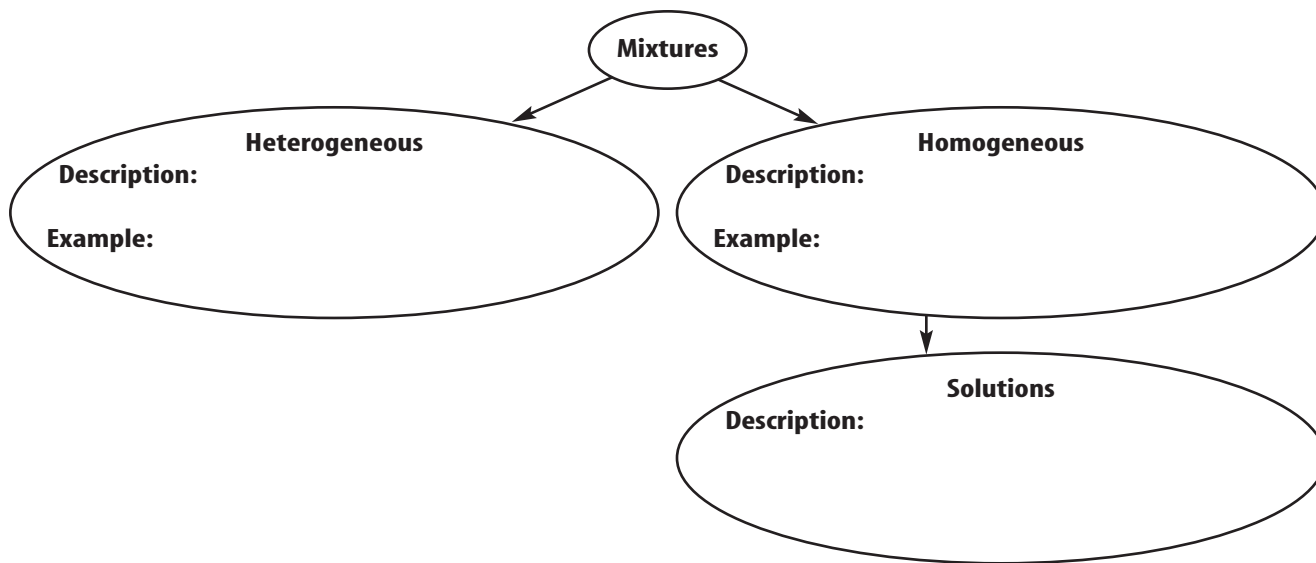 Mixtures
Heterogeneous
Description:
Example:
Homogeneous
Description:
Example:
Solutions
Description: